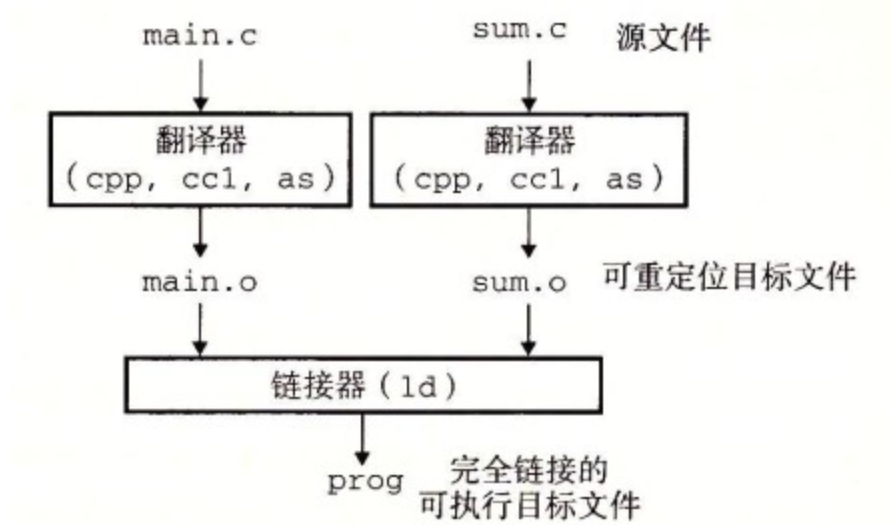 main.c sum.c 源文件
翻译器 翻译器
(cpp, cc1, as) (cpp, cc1, as)
main.o sum.o 可重定位目标文件
链接器(ld)
prog 完全链接的
可执行目标文件